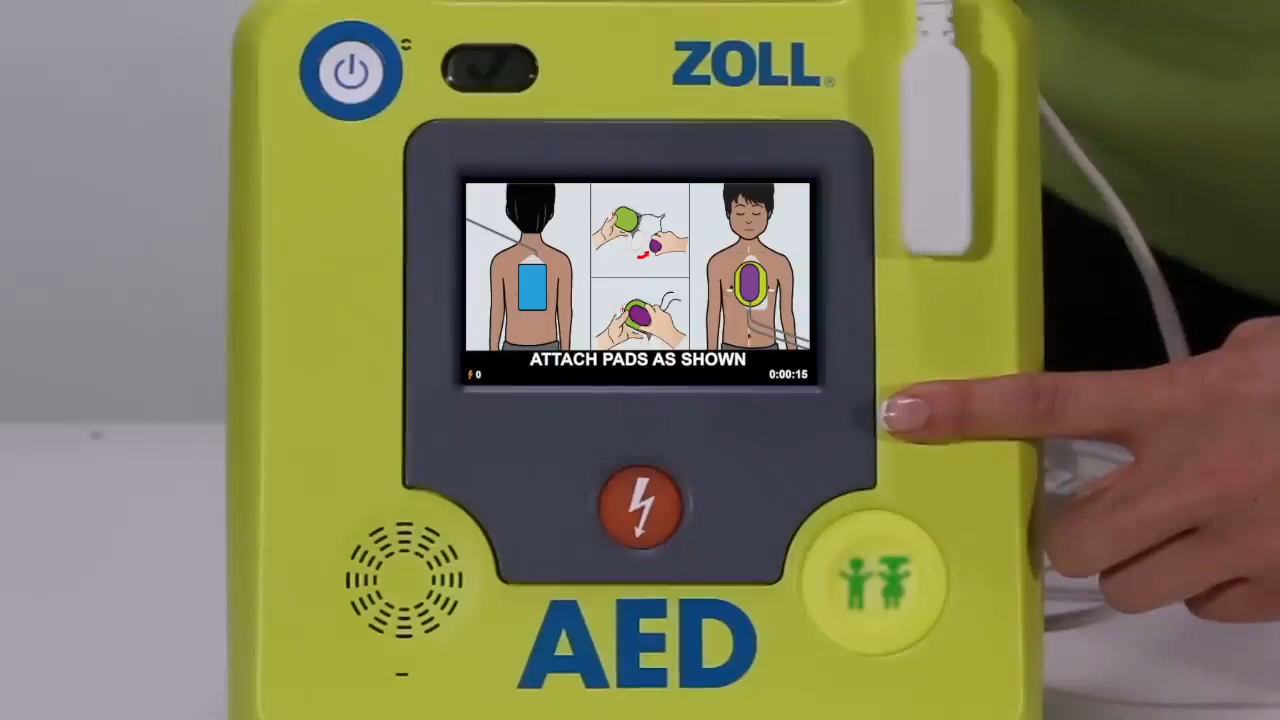 ZOLL®
ATTACH PADS AS SHOWN
0
0:00:15
AED